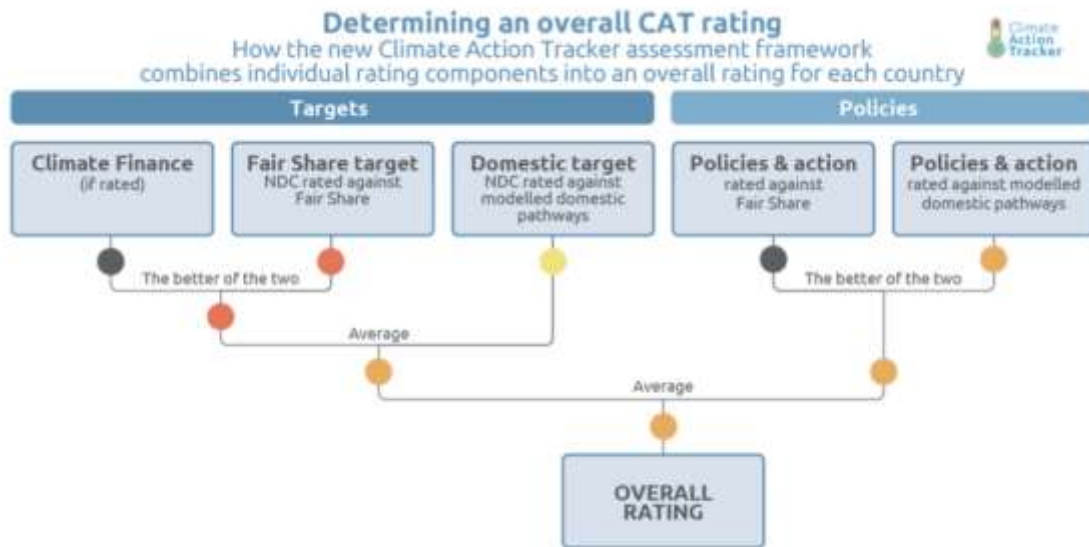 Determining an overall CAT rating
How the new Climate Action Tracker assessment framework
combines individual rating components into an overall rating for each country
Climate
Action
Tracker
Targets
Policies
Climate Finance
(if rated)
Fair Share target
NDC rated against
Fair Share
Domestic target
NDC rated against
modelled domestic
pathways
Policies & action
rated against
Fair Share
Policies & action
rated against modelled
domestic pathways
The better of the two
The better of the two
Average
Average
OVERALL
RATING